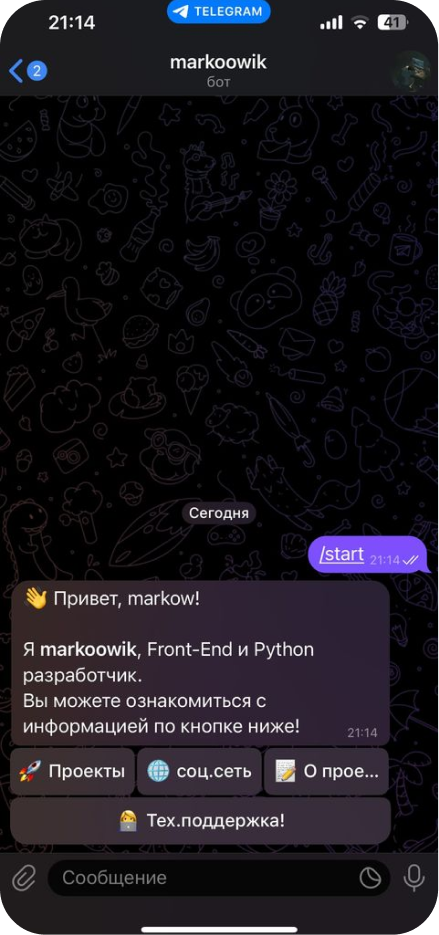 21:14
TELEGRAM
41
2
markoowik
бот
Сегодня
/start 21:14
👋 Привет, markow!
Я markoowik, Front-End и Python
разработчик.
Вы можете ознакомиться с
информацией по кнопке ниже!
21:14
🚀 Проекты
🌐 соц.сеть
📝 О прое...
👩‍💻 Тех.поддержка!
Сообщение